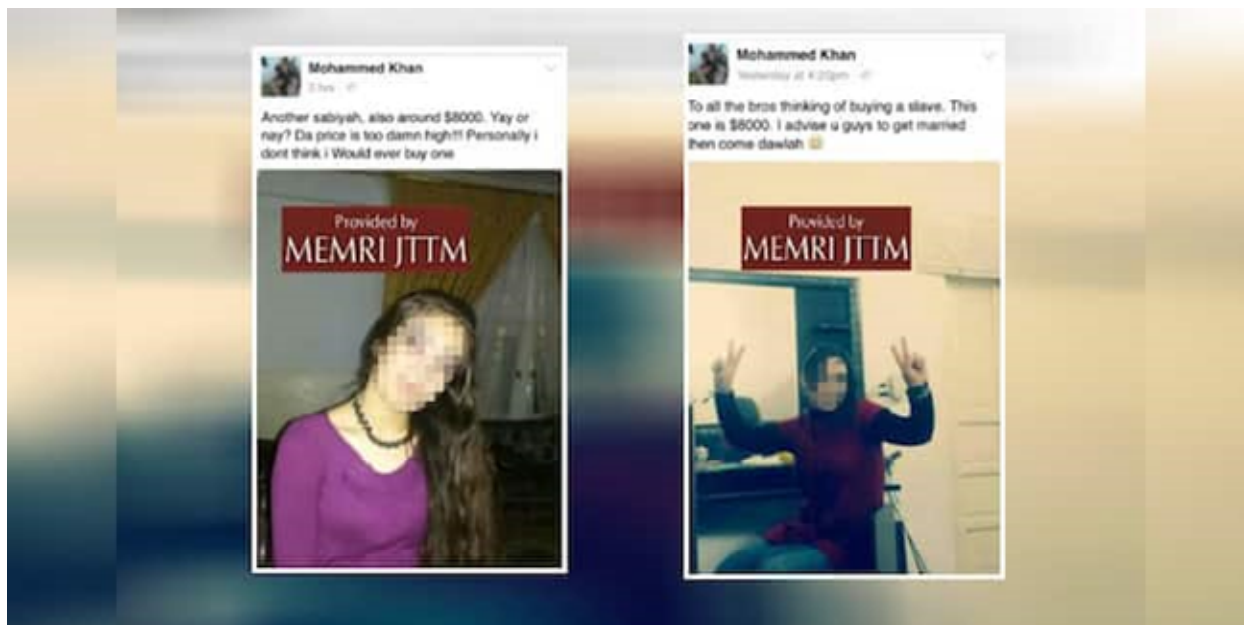 Mohammed Khan
Another sabiyah, also around $8000. Yay or
nay? Da price is too damn high!!! Personally i
dont think i Would ever buy one
Provided by
MEMRI JTTM
Mohammed Khan
Yesterday at 4:20pm
To all the bros thinking of buying a slave. This
one is $8000. I advise u guys to get married
then come dawlah
Provided by
MEMRI JTTM